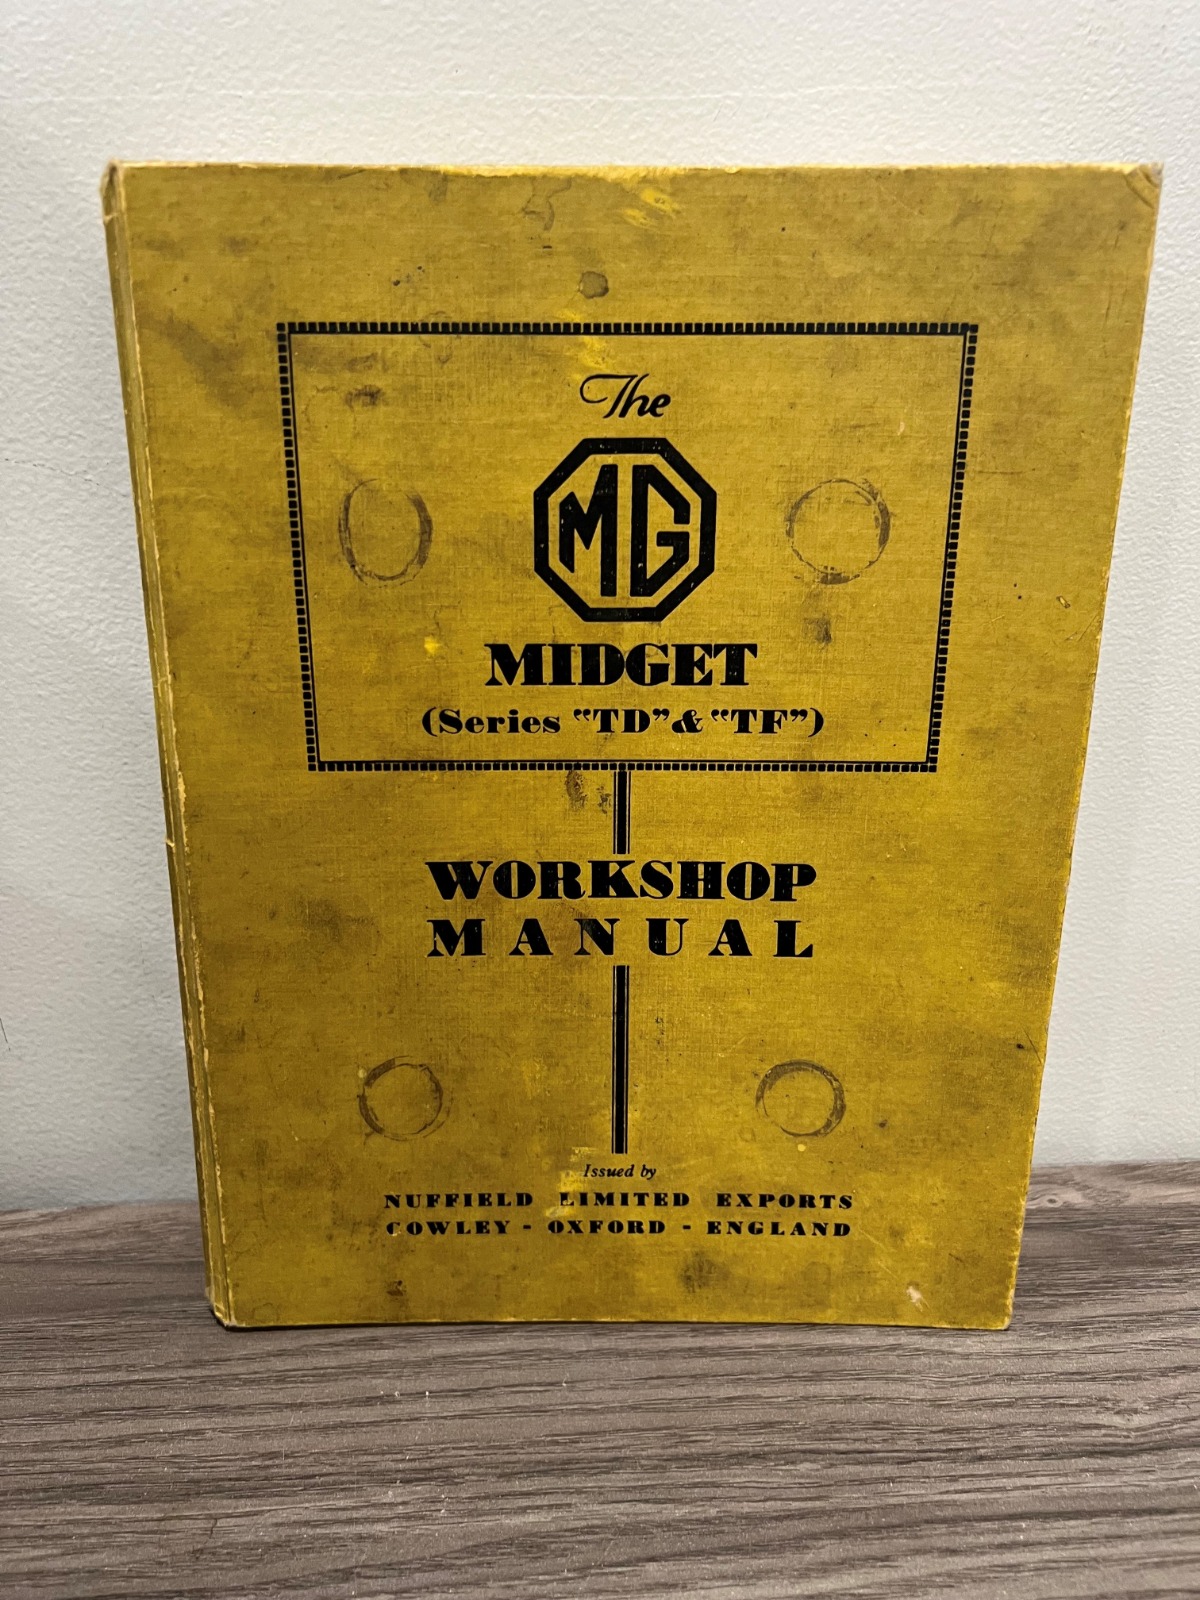 The
MG
MIDGET
(Series “TD” & “TF”)
WORKSHOP
MANUAL
Issued by
NUFFIELD LIMITED EXPORTS
COWLEY - OXFORD - ENGLAND